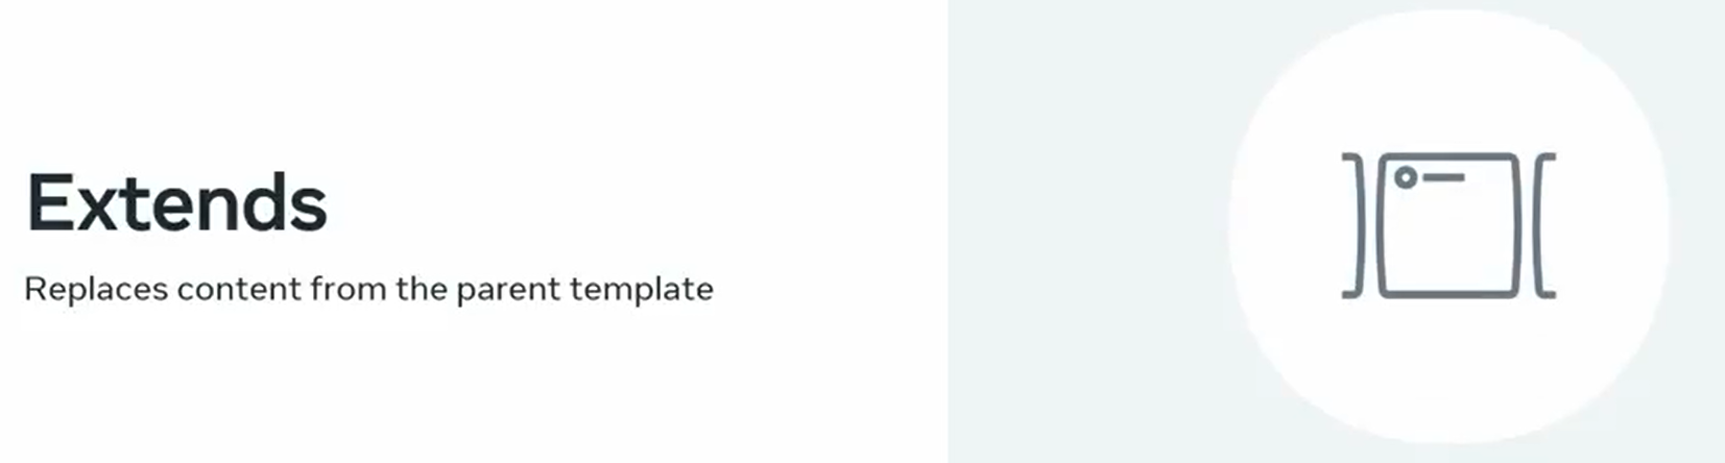 Extends
Replaces content from the parent template